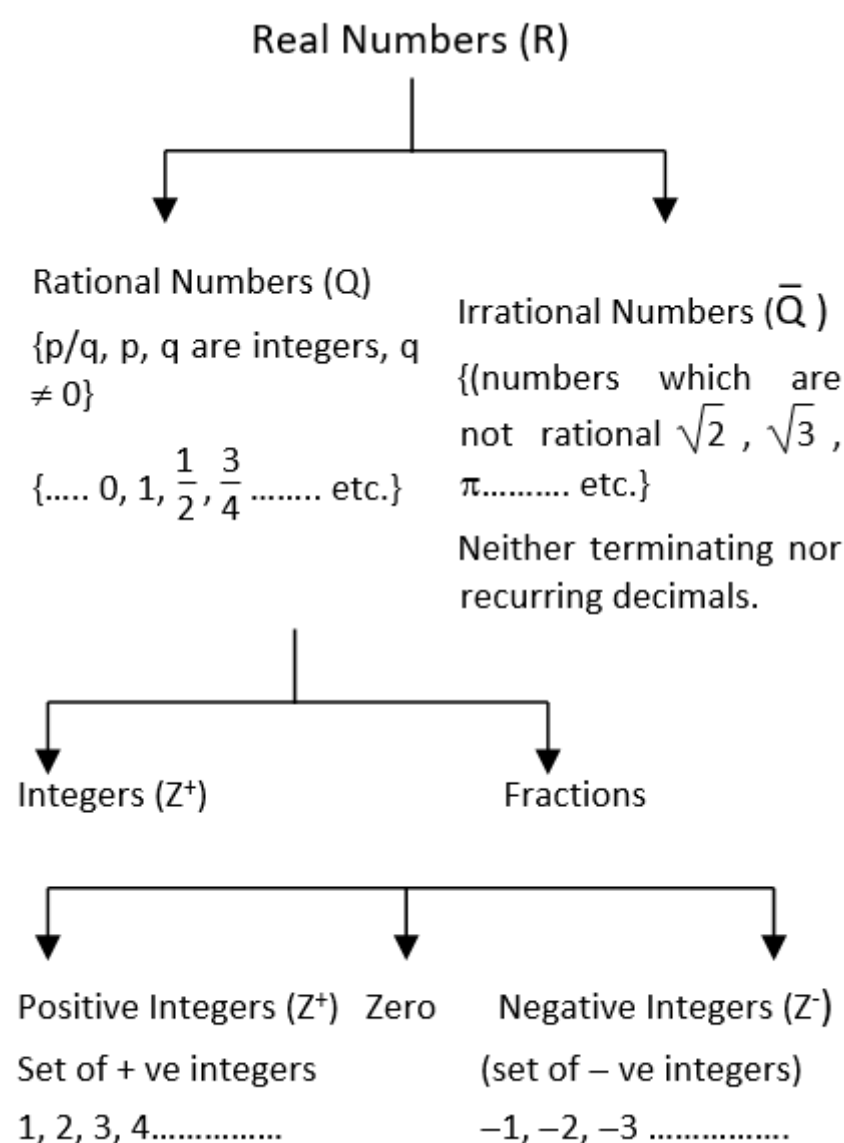 Real Numbers (R)
Rational Numbers (Q)
{p/q, p, q are integers, q
≠ 0}
{..... 0, 1, 1/2, 3/4 ........ etc.}
Irrational Numbers (Q̅ )
{(numbers which are
not rational √2 , √3 ,
π.......... etc.}
Neither terminating nor
recurring decimals.
Integers (Z⁺)
Fractions
Positive Integers (Z⁺)
Set of + ve integers
1, 2, 3, 4...............
Zero
Negative Integers (Z⁻)
(set of – ve integers)
–1, –2, –3 ................